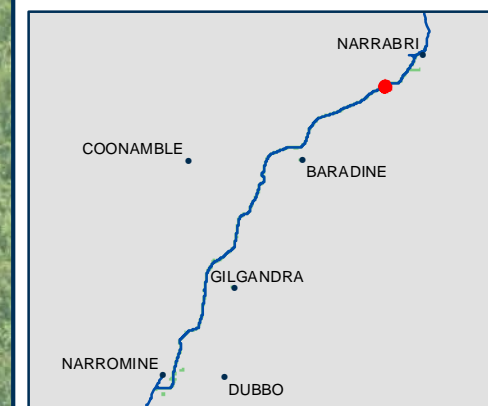 NARRABRI
COONAMBLE
BARADINE
GILGANDRA
NARROMINE
DUBBO